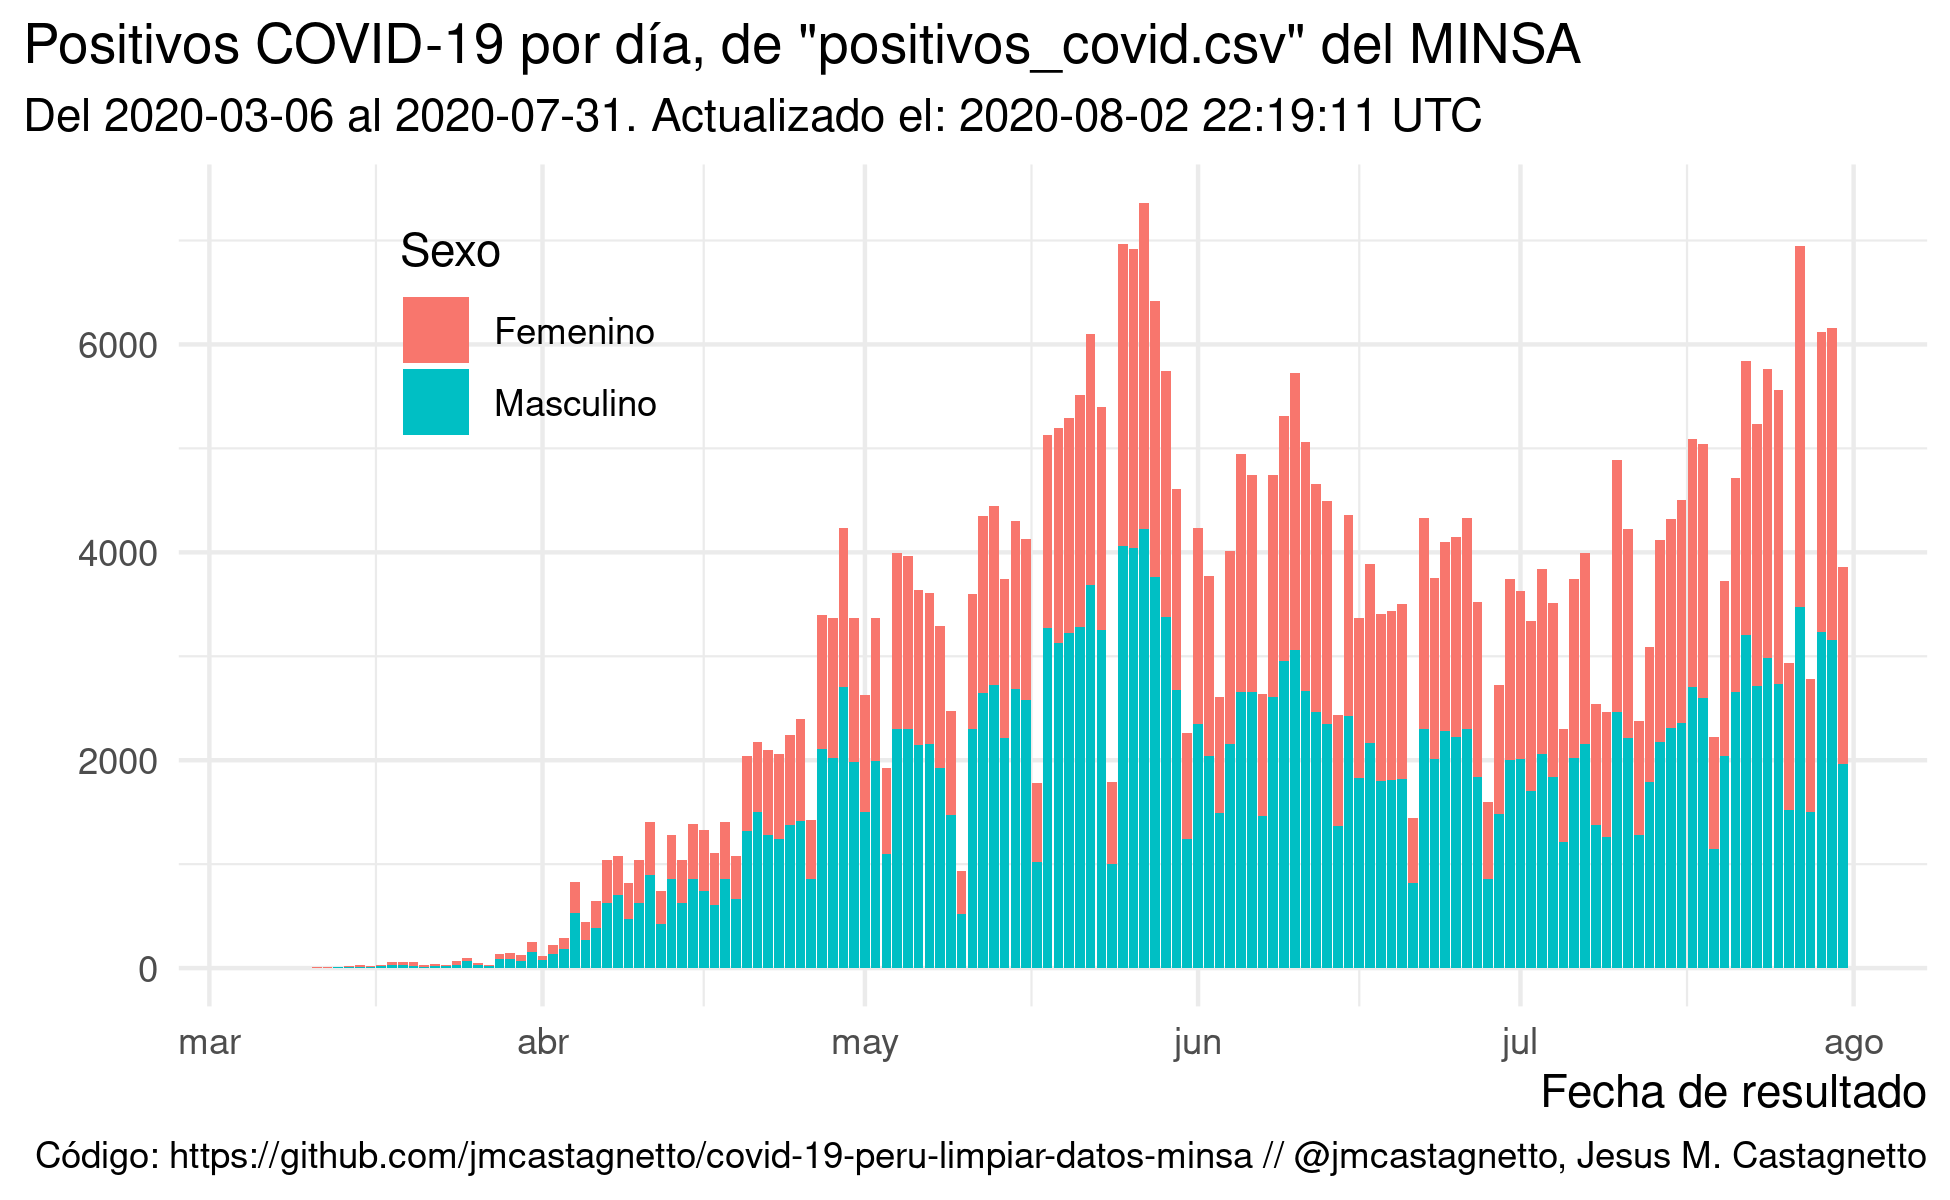 Positivos COVID-19 por día, de "positivos_covid.csv" del MINSA
Del 2020-03-06 al 2020-07-31. Actualizado el: 2020-08-02 22:19:11 UTC
Sexo
Femenino
Masculino
6000
4000
2000
0
mar abr may jun jul ago
Fecha de resultado
Código: https://github.com/jmcastagnetto/covid-19-peru-limpiar-datos-minsa // @jmcastagnetto, Jesus M. Castagnetto